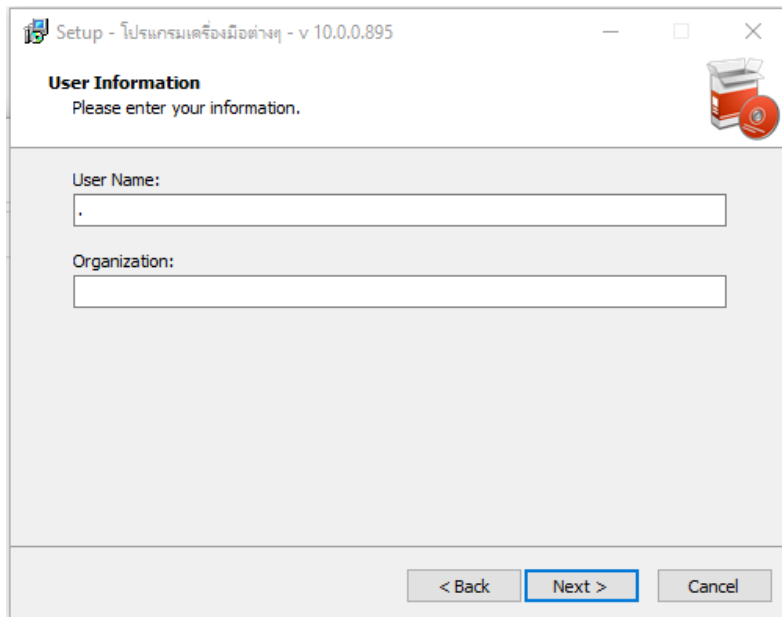 Setup - โปรแกรมเครื่องมือต่างๆ - v 10.0.0.895
User Information
Please enter your information.
User Name:
.
Organization:
< Back
Next >
Cancel